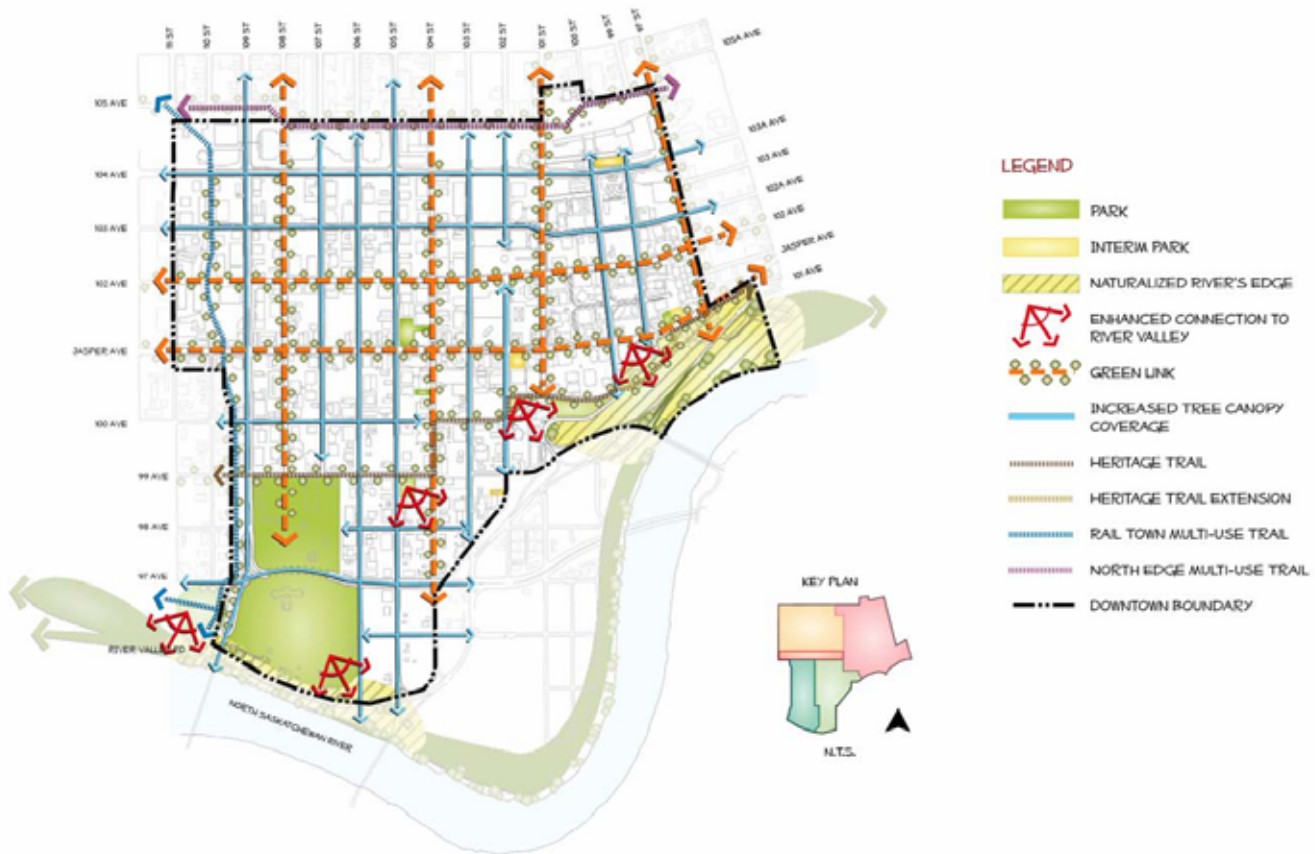 111 ST
110 ST
109 ST
108 ST
107 ST
106 ST
105 ST
104 ST
103 ST
102 ST
101 ST
100 ST
99 ST
97 ST
105A AVE
105 AVE
103A AVE
103 AVE
102A AVE
102 AVE
JASPER AVE
101 AVE
104 AVE
103 AVE
102 AVE
JASPER AVE
100 AVE
99 AVE
98 AVE
97 AVE
NORTH SASKATCHEWAN RIVER
LEGEND
PARK
INTERIM PARK
NATURALIZED RIVER'S EDGE
ENHANCED CONNECTION TO
RIVER VALLEY
GREEN LINK
INCREASED TREE CANOPY
COVERAGE
HERITAGE TRAIL
HERITAGE TRAIL EXTENSION
RAIL TOWN MULTI-USE TRAIL
NORTH EDGE MULTI-USE TRAIL
DOWNTOWN BOUNDARY
KEY PLAN
N.T.S.
RIVER VALLEY